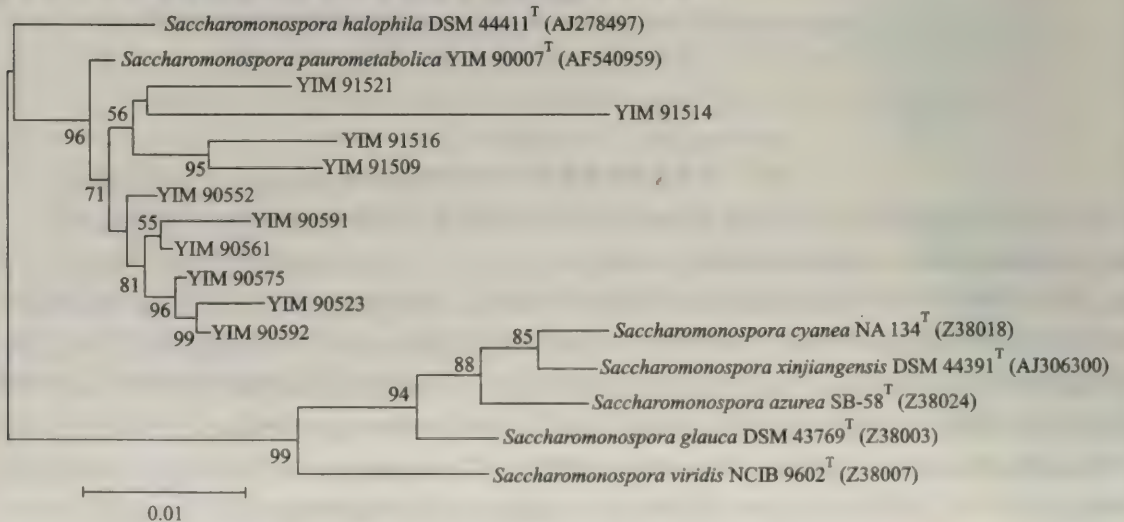 Saccharomonospora halophila DSM 44411T (AJ278497)
Saccharomonospora paurometabolica YIM 90007T (AF540959)
YIM 91521
56
YIM 91514
96
YIM 91516
95
YIM 91509
71
YIM 90552
55
YIM 90591
YIM 90561
81
YIM 90575
96
YIM 90523
99
YIM 90592
85
Saccharomonospora cyanea NA 134T (Z38018)
88
Saccharomonospora xinjiangensis DSM 44391T (AJ306300)
94
Saccharomonospora azurea SB-58T (Z38024)
Saccharomonospora glauca DSM 43769T (Z38003)
99
Saccharomonospora viridis NCIB 9602T (Z38007)
0.01